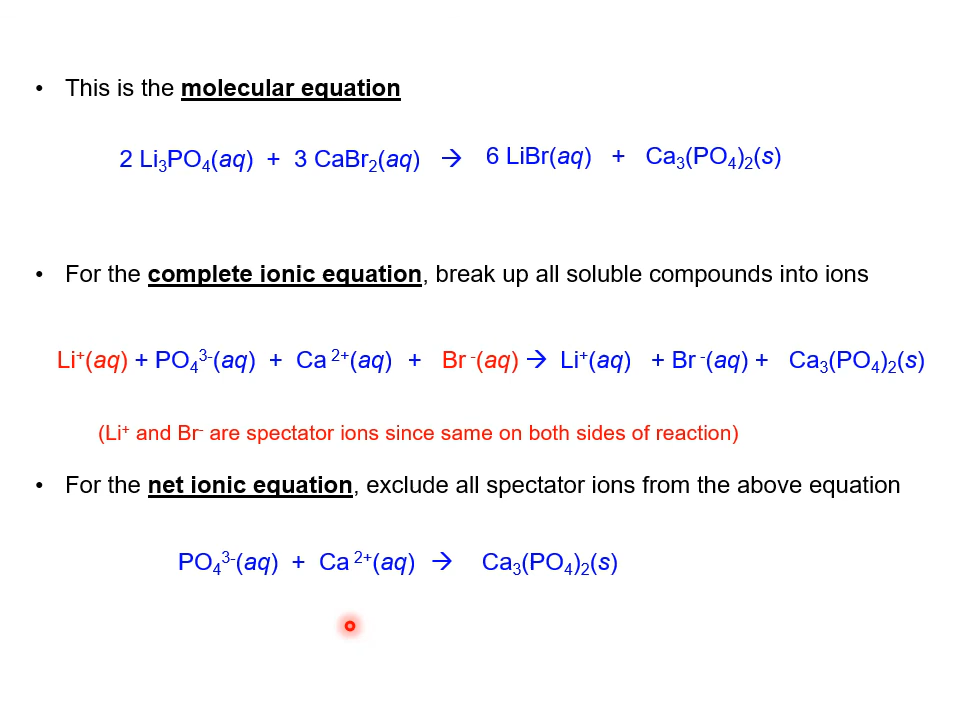 • This is the molecular equation
2 Li₃PO₄(aq) + 3 CaBr₂(aq) → 6 LiBr(aq) + Ca₃(PO₄)₂(s)
• For the complete ionic equation, break up all soluble compounds into ions
Li⁺(aq) + PO₄³⁻(aq) + Ca ²⁺(aq) + Br ⁻(aq) → Li⁺(aq) + Br ⁻(aq) + Ca₃(PO₄)₂(s)
(Li⁺ and Br⁻ are spectator ions since same on both sides of reaction)
• For the net ionic equation, exclude all spectator ions from the above equation
PO₄³⁻(aq) + Ca ²⁺(aq) → Ca₃(PO₄)₂(s)